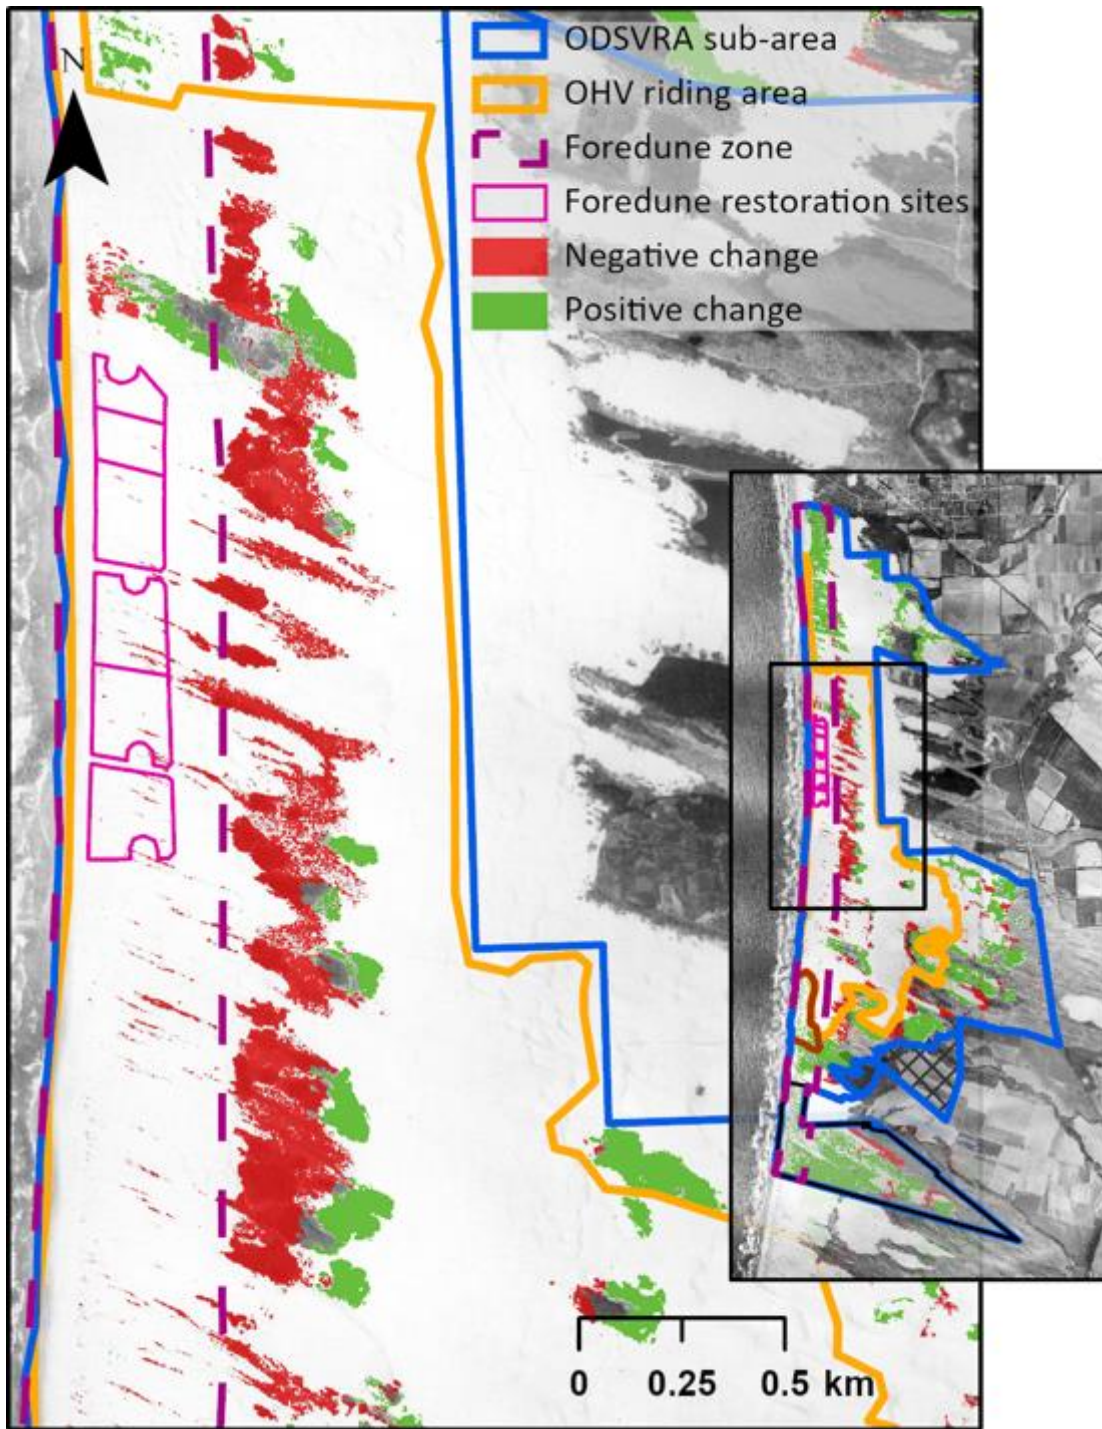 N
ODSVRA sub-area
OHV riding area
Foredune zone
Foredune restoration sites
Negative change
Positive change
0 0.25 0.5 km